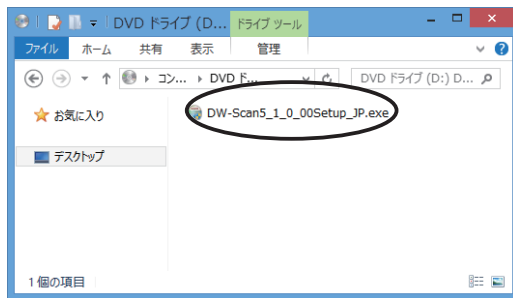 DVD ドライブ (D... ドライブ ツール
ファイル ホーム 共有 表示 管理
コン... DVD ド... DVD ドライブ (D:) D...
お気に入り
DW-Scan5_1_0_00Setup_JP.exe
デスクトップ
1 個の項目